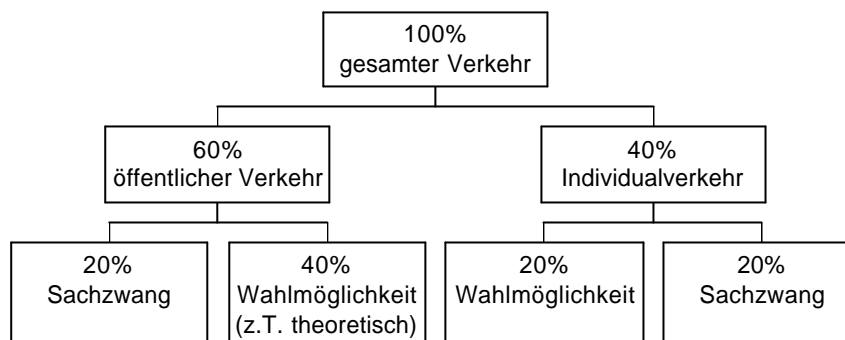 100%
gesamter Verkehr
60%
öffentlicher Verkehr
40%
Individualverkehr
20%
Sachzwang
40%
Wahlmöglichkeit
(z.T. theoretisch)
20%
Wahlmöglichkeit
20%
Sachzwang